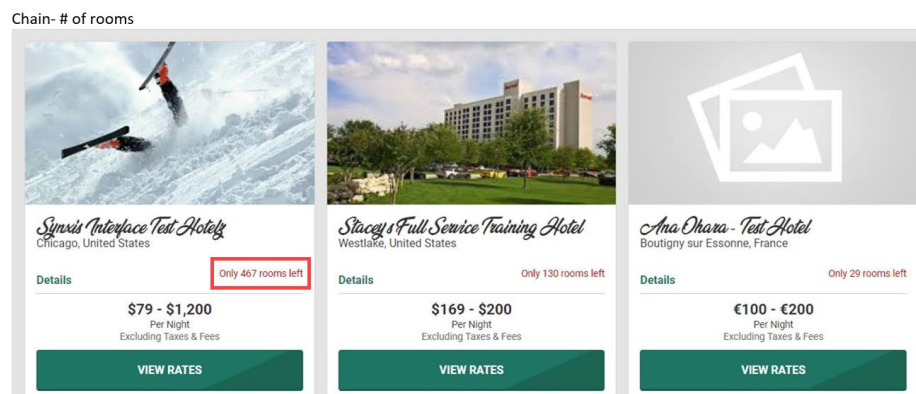 Chain- # of rooms
Synxis Interface Test Hotelz
Chicago, United States
Details
Only 467 rooms left
$79 - $1,200
Per Night
Excluding Taxes & Fees
VIEW RATES
Stacey's Full Service Training Hotel
Westlake, United States
Details
Only 130 rooms left
$169 - $200
Per Night
Excluding Taxes & Fees
VIEW RATES
Ana Ohara - Test Hotel
Boutigny sur Essonne, France
Details
Only 29 rooms left
€100 - €200
Per Night
Excluding Taxes & Fees
VIEW RATES